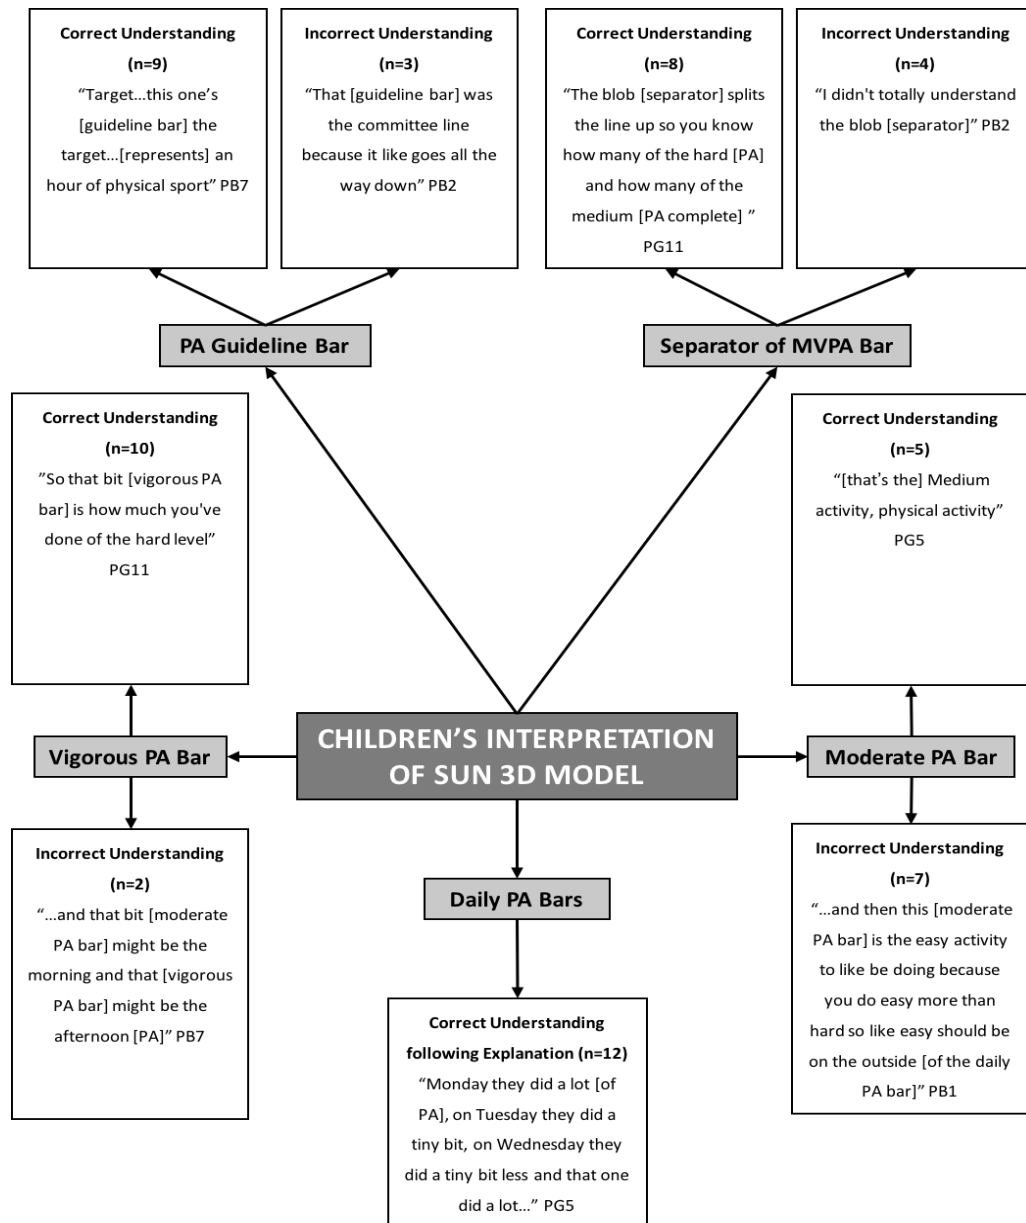 Correct Understanding
(n=9)
“Target...this one’s
[guideline bar] the
target...[represents] an
hour of physical sport” PB7
Incorrect Understanding
(n=3)
“That [guideline bar] was
the committee line
because it like goes all the
way down” PB2
Correct Understanding
(n=8)
“The blob [separator] splits
the line up so you know
how many of the hard [PA]
and how many of the
medium [PA complete] ”
PG11
Incorrect Understanding
(n=4)
“I didn't totally understand
the blob [separator]” PB2
PA Guideline Bar
Separator of MVPA Bar
Correct Understanding
(n=10)
”So that bit [vigorous PA
bar] is how much you've
done of the hard level”
PG11
Correct Understanding
(n=5)
“[that’s the] Medium
activity, physical activity”
PG5
Vigorous PA Bar
CHILDREN’S INTERPRETATION
OF SUN 3D MODEL
Moderate PA Bar
Incorrect Understanding
(n=2)
“...and that bit [moderate
PA bar] might be the
morning and that [vigorous
PA bar] might be the
afternoon [PA]” PB7
Daily PA Bars
Incorrect Understanding
(n=7)
“...and then this [moderate
PA bar] is the easy activity
to like be doing because
you do easy more than
hard so like easy should be
on the outside [of the daily
PA bar]” PB1
Correct Understanding
following Explanation (n=12)
“Monday they did a lot [of
PA], on Tuesday they did a
tiny bit, on Wednesday they
did a tiny bit less and that one
did a lot...” PG5